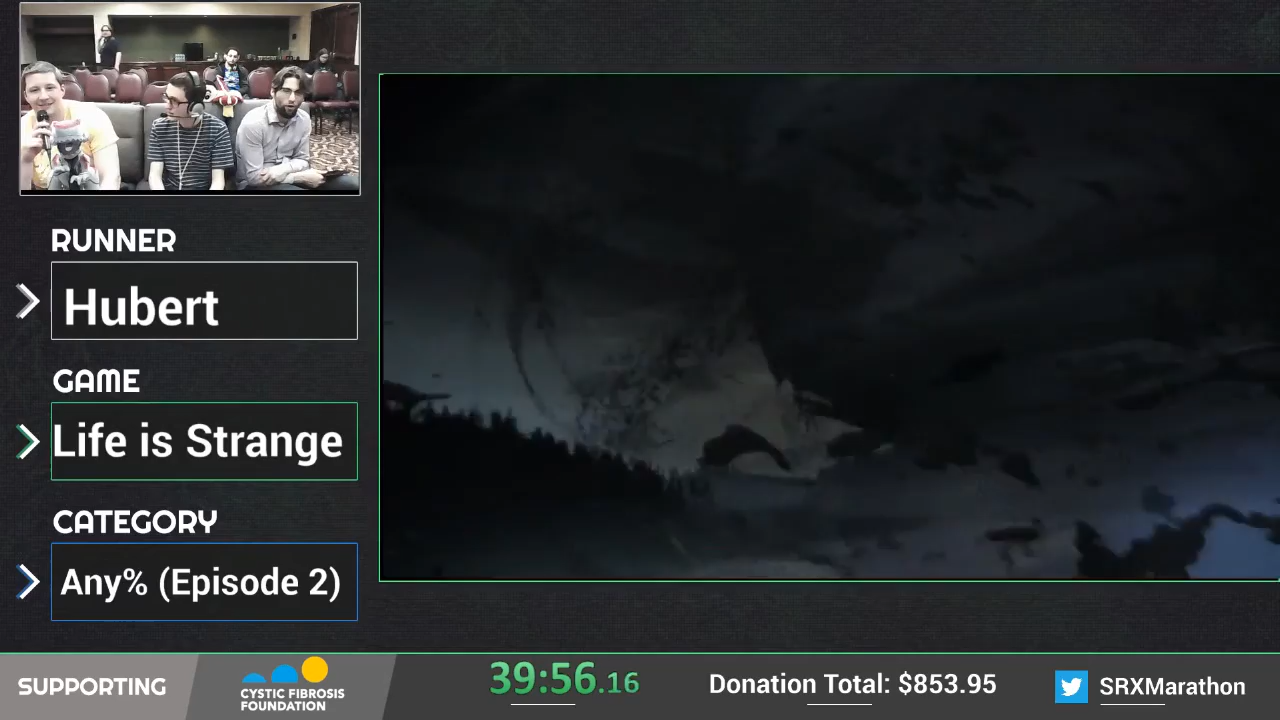 RUNNER
Hubert
GAME
Life is Strange
CATEGORY
Any% (Episode 2)
SUPPORTING
CYSTIC FIBROSIS
FOUNDATION
39:56.16
Donation Total: $853.95
SRXMarathon